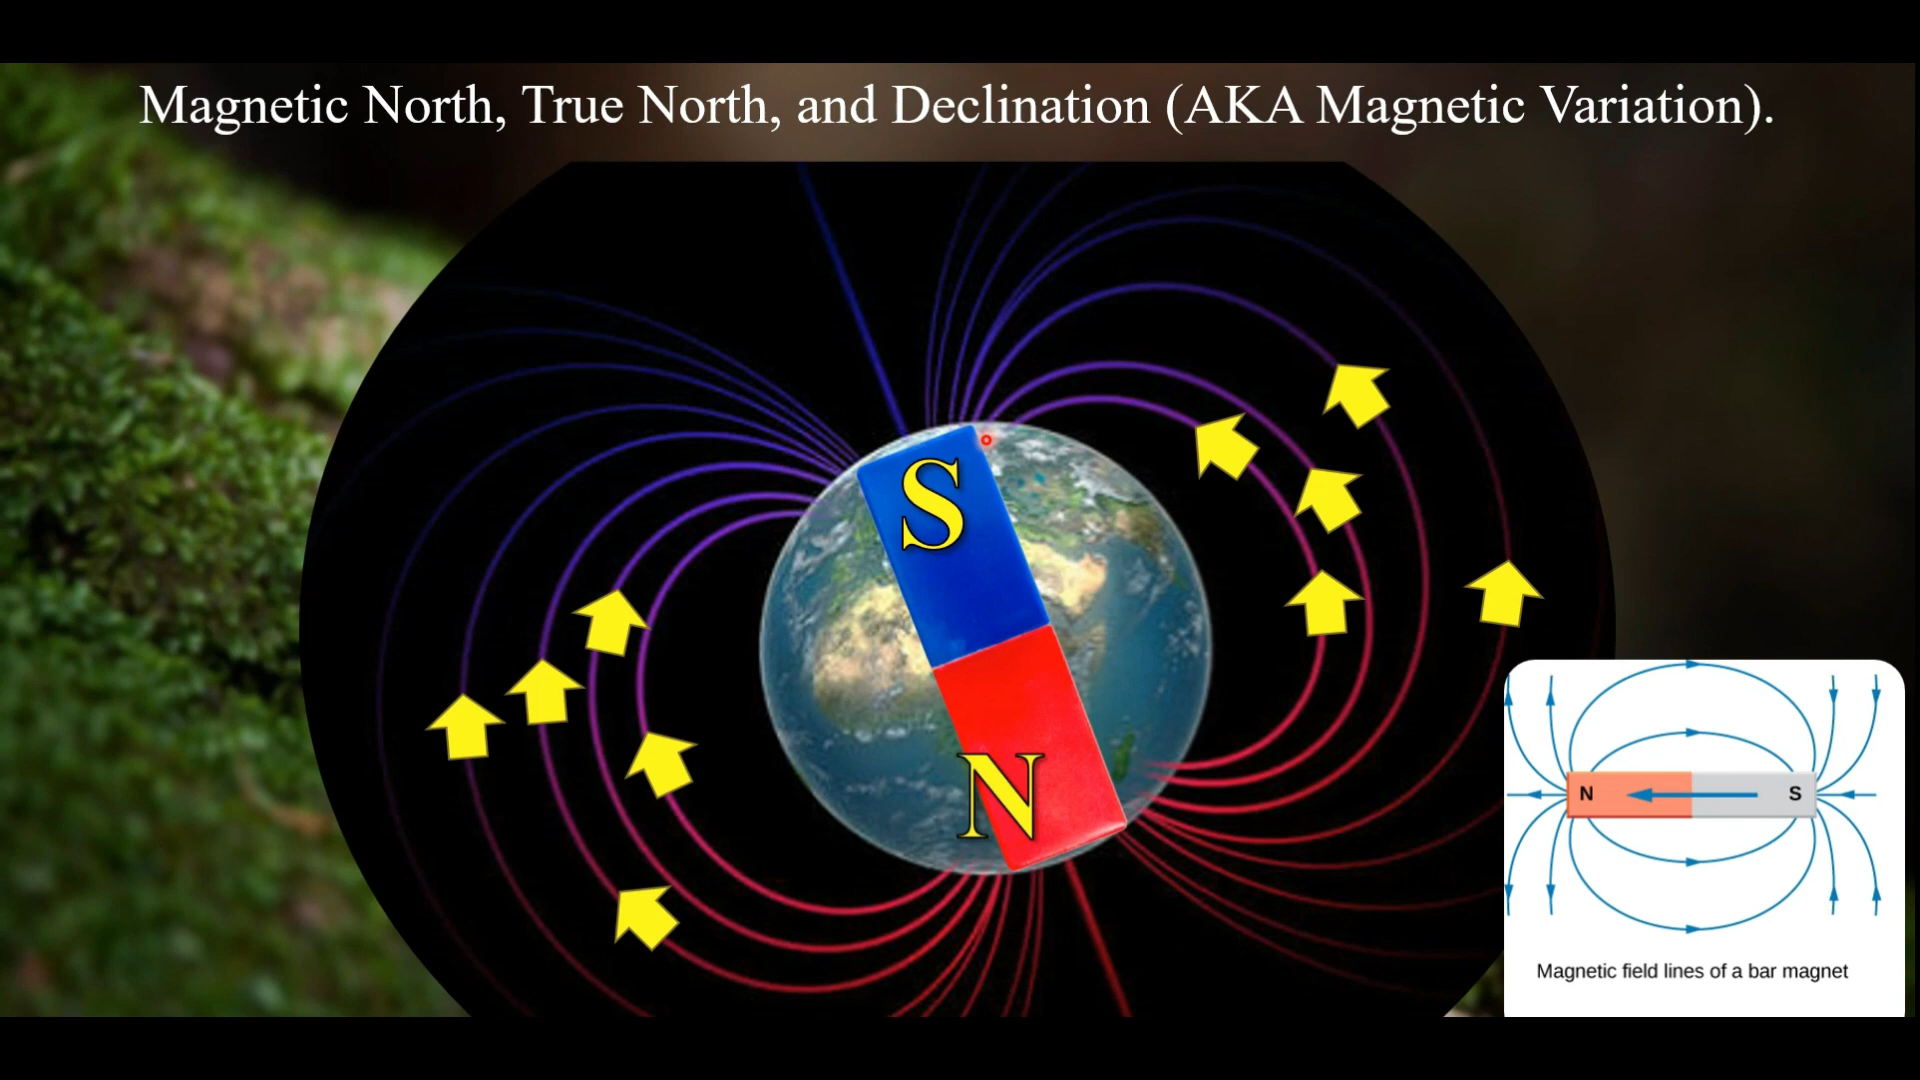 Magnetic North, True North, and Declination (AKA Magnetic Variation).
S
N
N
S
Magnetic field lines of a bar magnet